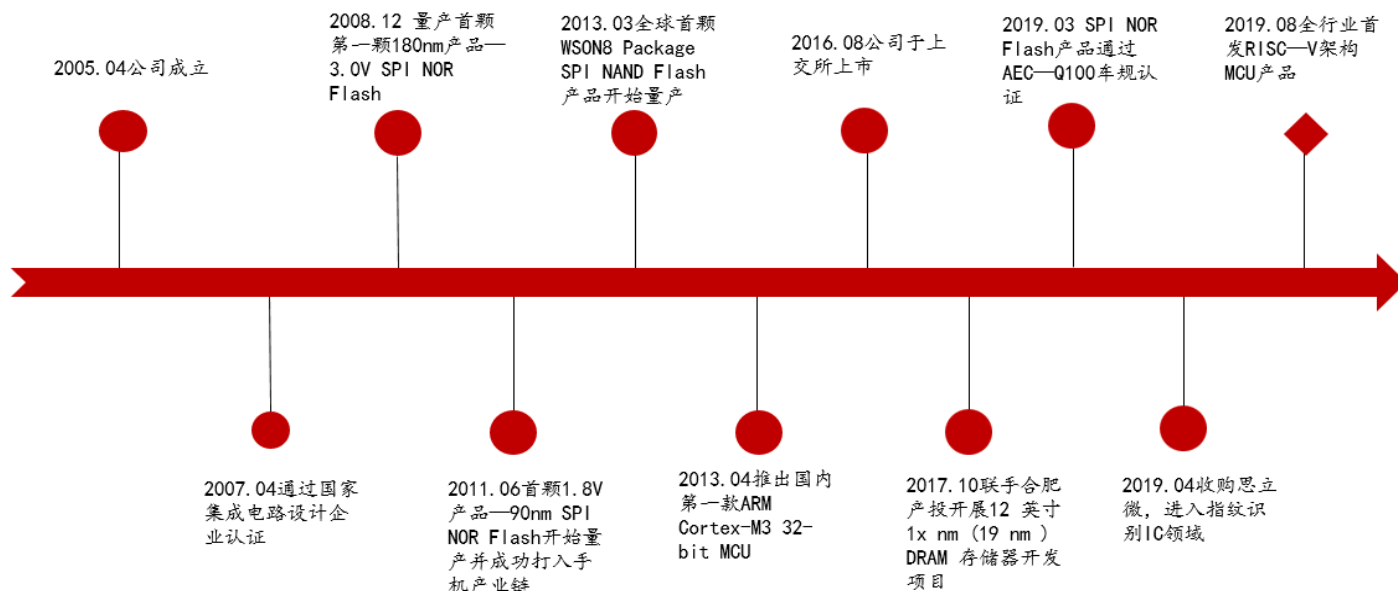 2005.04公司成立
2008.12 量产首颗
第一颗180nm产品—
3.0V SPI NOR
Flash
2013.03全球首颗
WSON8 Package
SPI NAND Flash
产品开始量产
2016.08公司于上
交所上市
2019.03 SPI NOR
Flash产品通过
AEC—Q100车规认
证
2019.08全行业首
发RISC—V架构
MCU产品
2007.04通过国家
集成电路设计企
业认证
2011.06首颗1.8V
产品—90nm SPI
NOR Flash开始量
产并成功打入手
机产业链
2013.04推出国内
第一款ARM
Cortex-M3 32-
bit MCU
2017.10联手合肥
产投开展12 英寸
1x nm (19 nm )
DRAM 存储器开发
项目
2019.04收购思立
微，进入指纹识
别IC领域